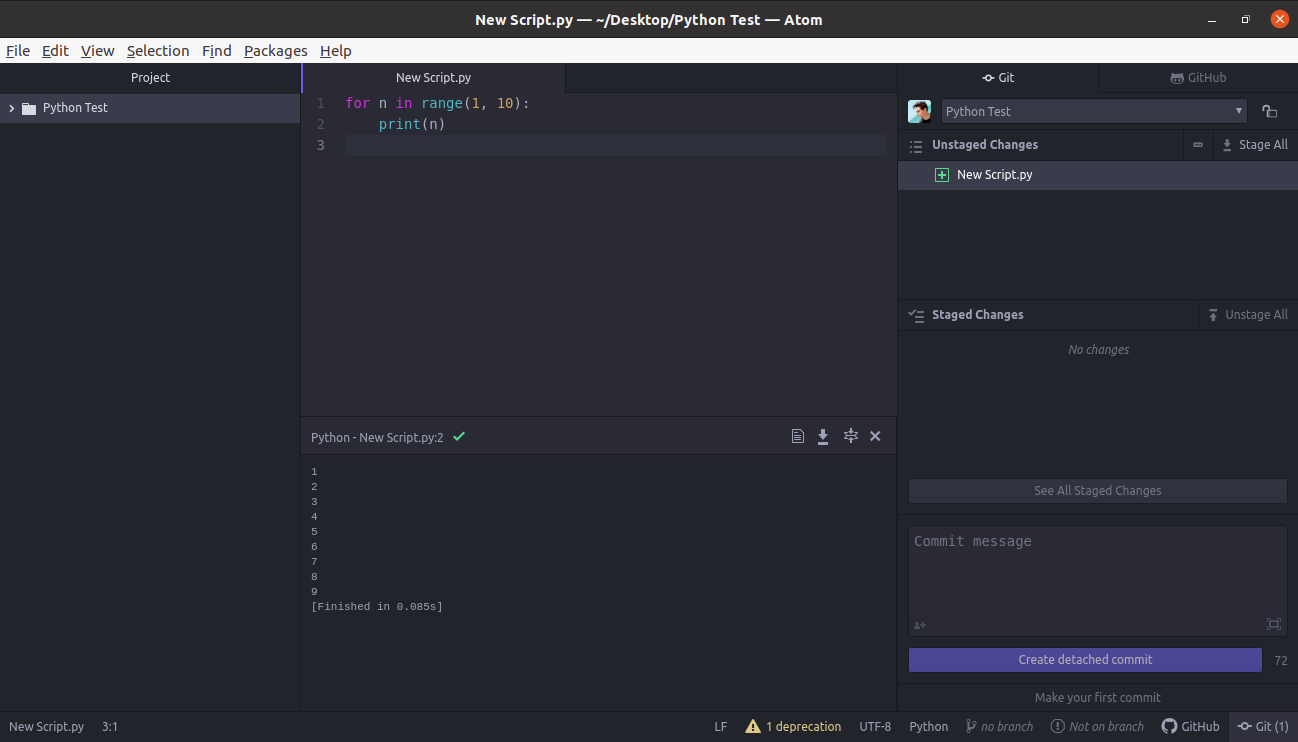 New Script.py — ~/Desktop/Python Test — Atom
File Edit View Selection Find Packages Help
Project
Python Test
New Script.py
1 for n in range(1, 10):
2 print(n)
3
Python - New Script.py:2
1
2
3
4
5
6
7
8
9
[Finished in 0.085s]
Git GitHub
Python Test
Unstaged Changes Stage All
New Script.py
Staged Changes Unstage All
No changes
See All Staged Changes
Commit message
Create detached commit 72
Make your first commit
New Script.py 3:1 LF 1 deprecation UTF-8 Python no branch Not on branch GitHub Git (1)